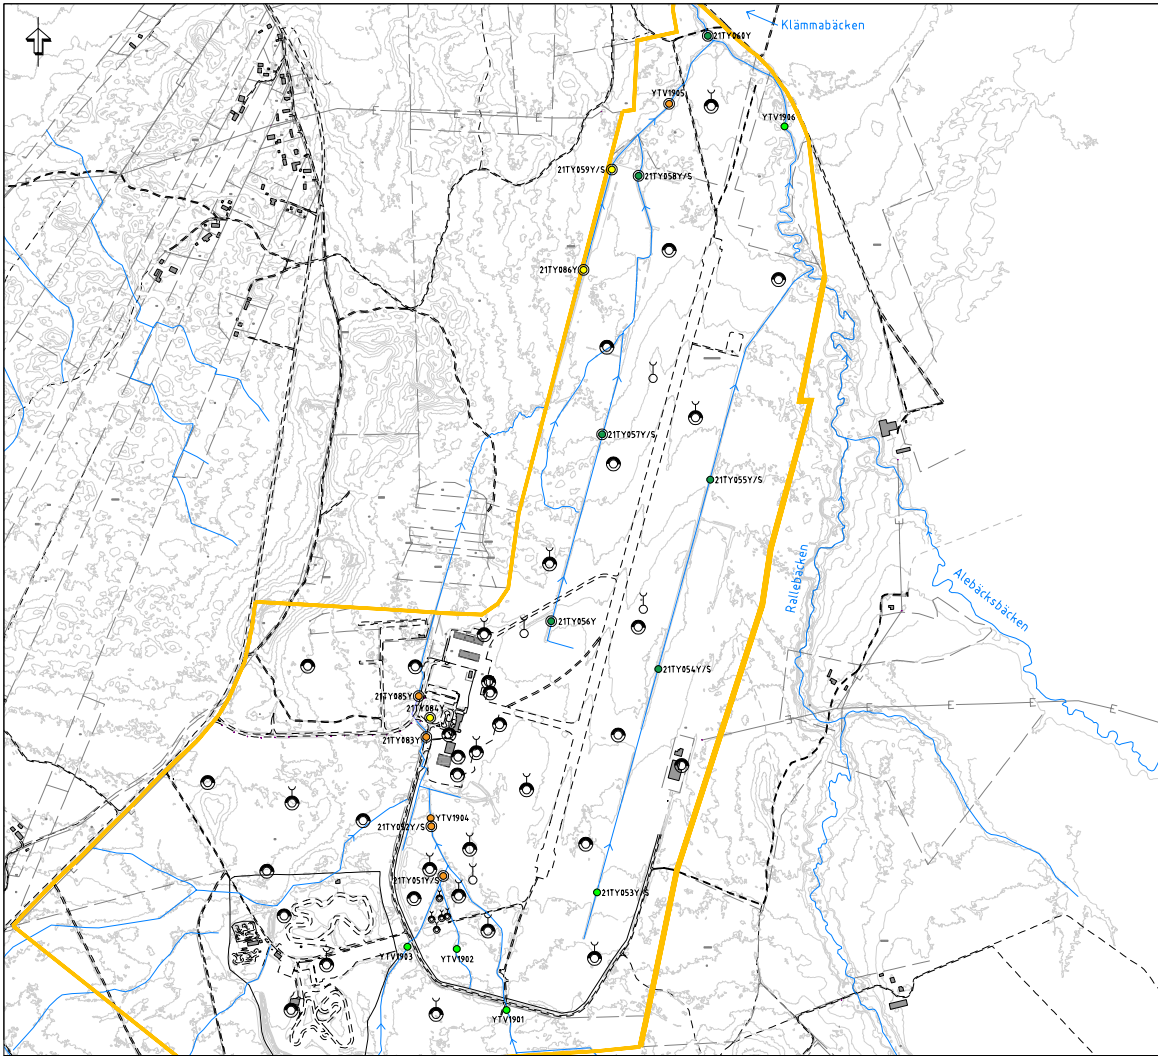 Klämmabäcken
21TY060Y
YTV1905
YTV1906
21TY059Y/S
21TY058Y/S
21TY086Y
21TY057Y/S
21TY055Y/S
Rallebäcken
Alebäcksbäcken
21TY056Y
21TY054Y/S
21TY085Y
21TY084Y
21TY083Y
E
E
E
E
E
E
YTV1904
21TY052Y/S
21TY051Y/S
21TY053Y/S
YTV1903
YTV1902
YTV1901